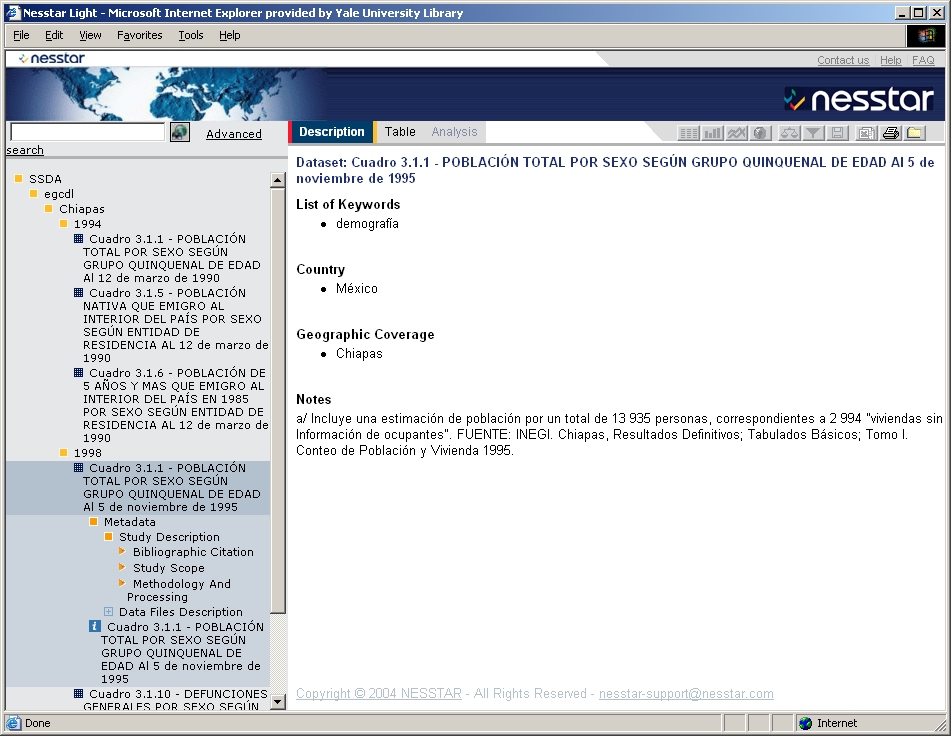 Nesstar Light - Microsoft Internet Explorer provided by Yale University Library
File Edit View Favorites Tools Help
nesstar
Contact us Help FAQ
nesstar
Advanced
search
Description Table Analysis
SSDA
egcdl
Chiapas
1994
Cuadro 3.1.1 - POBLACIÓN
TOTAL POR SEXO SEGÚN
GRUPO QUINQUENAL DE EDAD
Al 12 de marzo de 1990
Cuadro 3.1.5 - POBLACIÓN
NATIVA QUE EMIGRO AL
INTERIOR DEL PAÍS POR SEXO
SEGÚN ENTIDAD DE
RESIDENCIA AL 12 de marzo de
1990
Cuadro 3.1.6 - POBLACIÓN DE
5 AÑOS Y MAS QUE EMIGRO AL
INTERIOR DEL PAÍS EN 1985
POR SEXO SEGÚN ENTIDAD DE
RESIDENCIA AL 12 de marzo de
1990
1998
Cuadro 3.1.1 - POBLACIÓN
TOTAL POR SEXO SEGÚN
GRUPO QUINQUENAL DE EDAD
Al 5 de noviembre de 1995
Metadata
Study Description
Bibliographic Citation
Study Scope
Methodology And
Processing
Data Files Description
Cuadro 3.1.1 - POBLACIÓN
TOTAL POR SEXO SEGÚN
GRUPO QUINQUENAL DE
EDAD Al 5 de noviembre de
1995
Cuadro 3.1.10 - DEFUNCIONES
GENERALES POR SEXO SEGÚN
Dataset: Cuadro 3.1.1 - POBLACIÓN TOTAL POR SEXO SEGÚN GRUPO QUINQUENAL DE EDAD Al 5 de
noviembre de 1995
List of Keywords
• demografía
Country
• México
Geographic Coverage
• Chiapas
Notes
a/ Incluye una estimación de población por un total de 13 935 personas, correspondientes a 2 994 "viviendas sin
Información de ocupantes". FUENTE: INEGI. Chiapas, Resultados Definitivos; Tabulados Básicos; Tomo I.
Conteo de Población y Vivienda 1995.
Copyright © 2004 NESSTAR - All Rights Reserved - nesstar-support@nesstar.com
Done
Internet